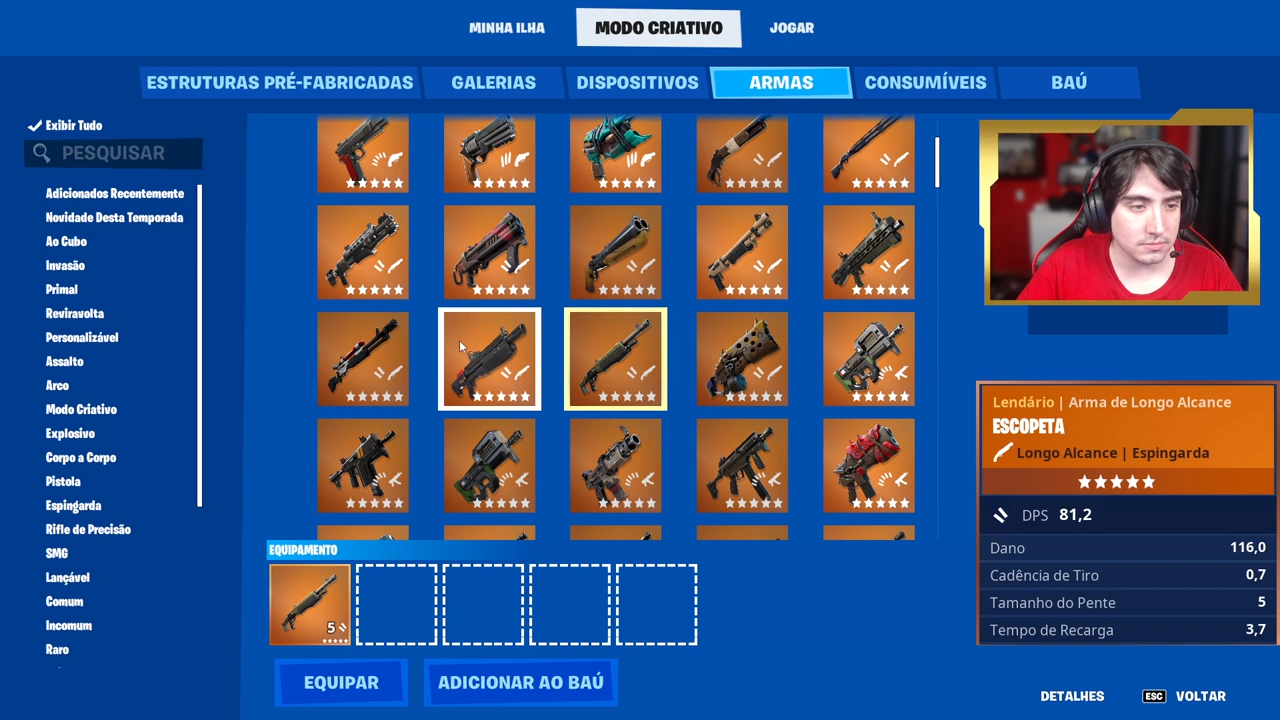 MINHA ILHA
MODO CRIATIVO
JOGAR
ESTRUTURAS PRÉ-FABRICADAS
GALERIAS
DISPOSITIVOS
ARMAS
CONSUMÍVEIS
BAÚ
Exibir Tudo
PESQUISAR
Adicionados Recentemente
Novidade Desta Temporada
Ao Cubo
Invasão
Primal
Reviravolta
Personalizável
Assalto
Arco
Modo Criativo
Explosivo
Corpo a Corpo
Pistola
Espingarda
Rifle de Precisão
SMG
Lançável
Comum
Incomum
Raro
EQUIPAMENTO
5
EQUIPAR
ADICIONAR AO BAÚ
Lendário | Arma de Longo Alcance
ESCOPETA
Longo Alcance | Espingarda
DPS 81,2
Dano 116,0
Cadência de Tiro 0,7
Tamanho do Pente 5
Tempo de Recarga 3,7
DETALHES
ESC VOLTAR